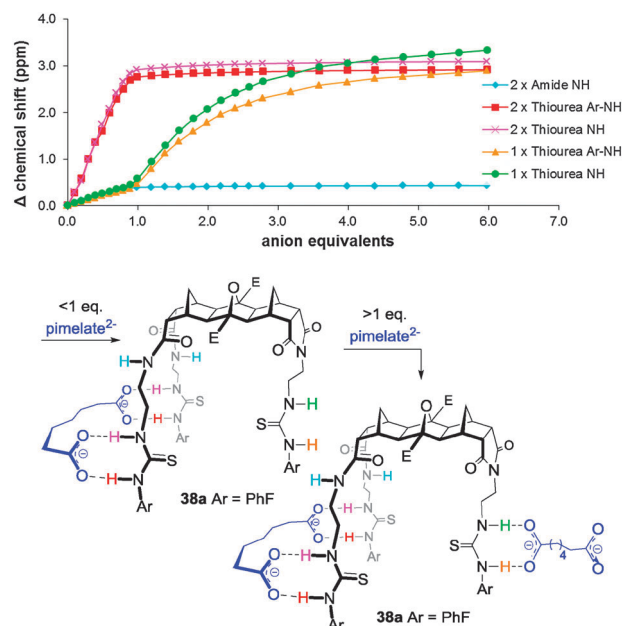 Δ chemical shift (ppm)
4.0
3.0
2.0
1.0
0.0
0.0 1.0 2.0 3.0 4.0 5.0 6.0 7.0
anion equivalents
2 x Amide NH
2 x Thiourea Ar-NH
2 x Thiourea NH
1 x Thiourea Ar-NH
1 x Thiourea NH
<1 eq.
pimelate2-
E
O
E
O
O
O
N
N
H
N-H
H
O
O
H-N
S
H-N
Ar
O
O
H
N
H
N
S
Ar
N-H
S
N-H
Ar
38a Ar = PhF
>1 eq.
pimelate2-
E
O
E
O
O
O
N
N
H
N-H
H
O
O
H-N
S
H-N
Ar
O
O
H
N
H
N
S
Ar
N-H
S
N-H
Ar
O
O
4
O
O
38a Ar = PhF